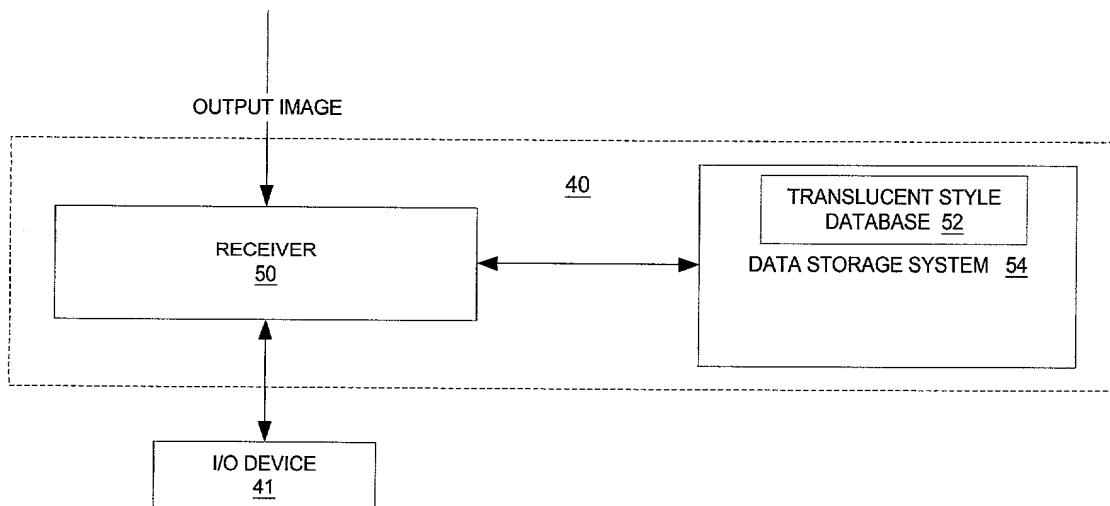 OUTPUT IMAGE
40
TRANSLUCENT STYLE
DATABASE 52
RECEIVER
50
DATA STORAGE SYSTEM 54
I/O DEVICE
41